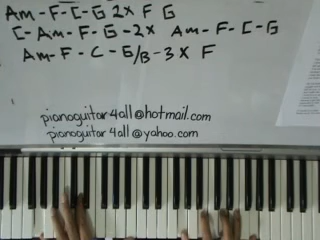 Am-F-C-G 2x F G
C-Am-F-G-2x Am-F-C-G
Am-F-C-G/B-3x F
pianoguitar4all@hotmail.com
pianoguitar4all@yahoo.com